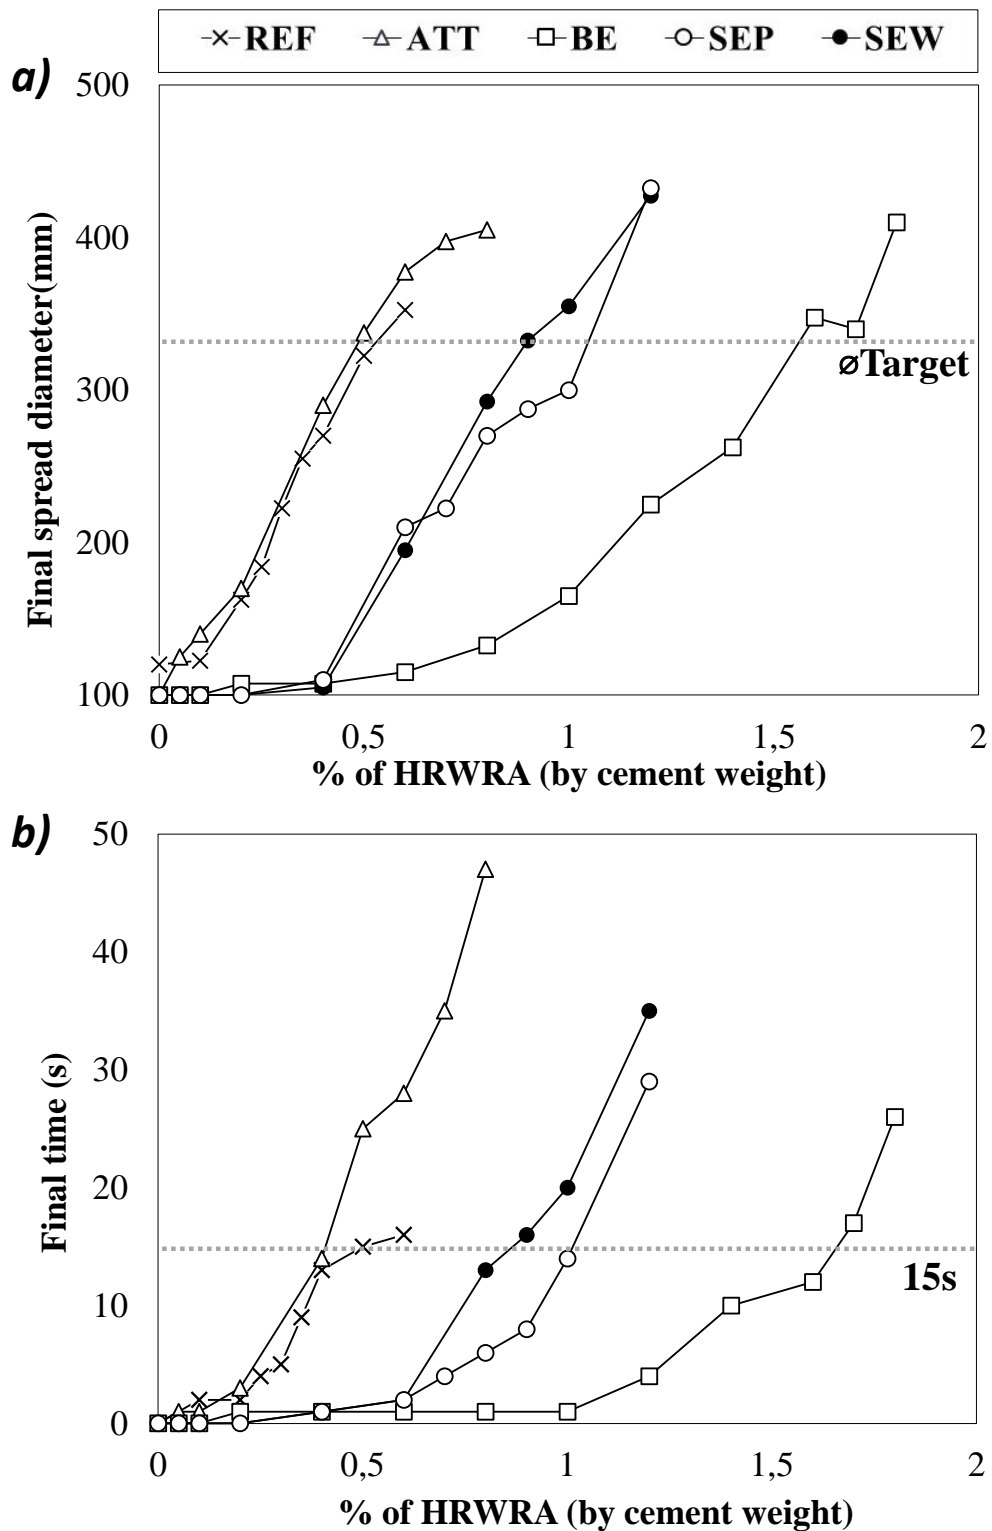 REF ATT BE SEP SEW
a)
500
400
300
200
100
Final spread diameter(mm)
øTarget
0 0,5 1 1,5 2
% of HRWRA (by cement weight)
b)
50
40
30
20
10
0
Final time (s)
15s
0 0,5 1 1,5 2
% of HRWRA (by cement weight)